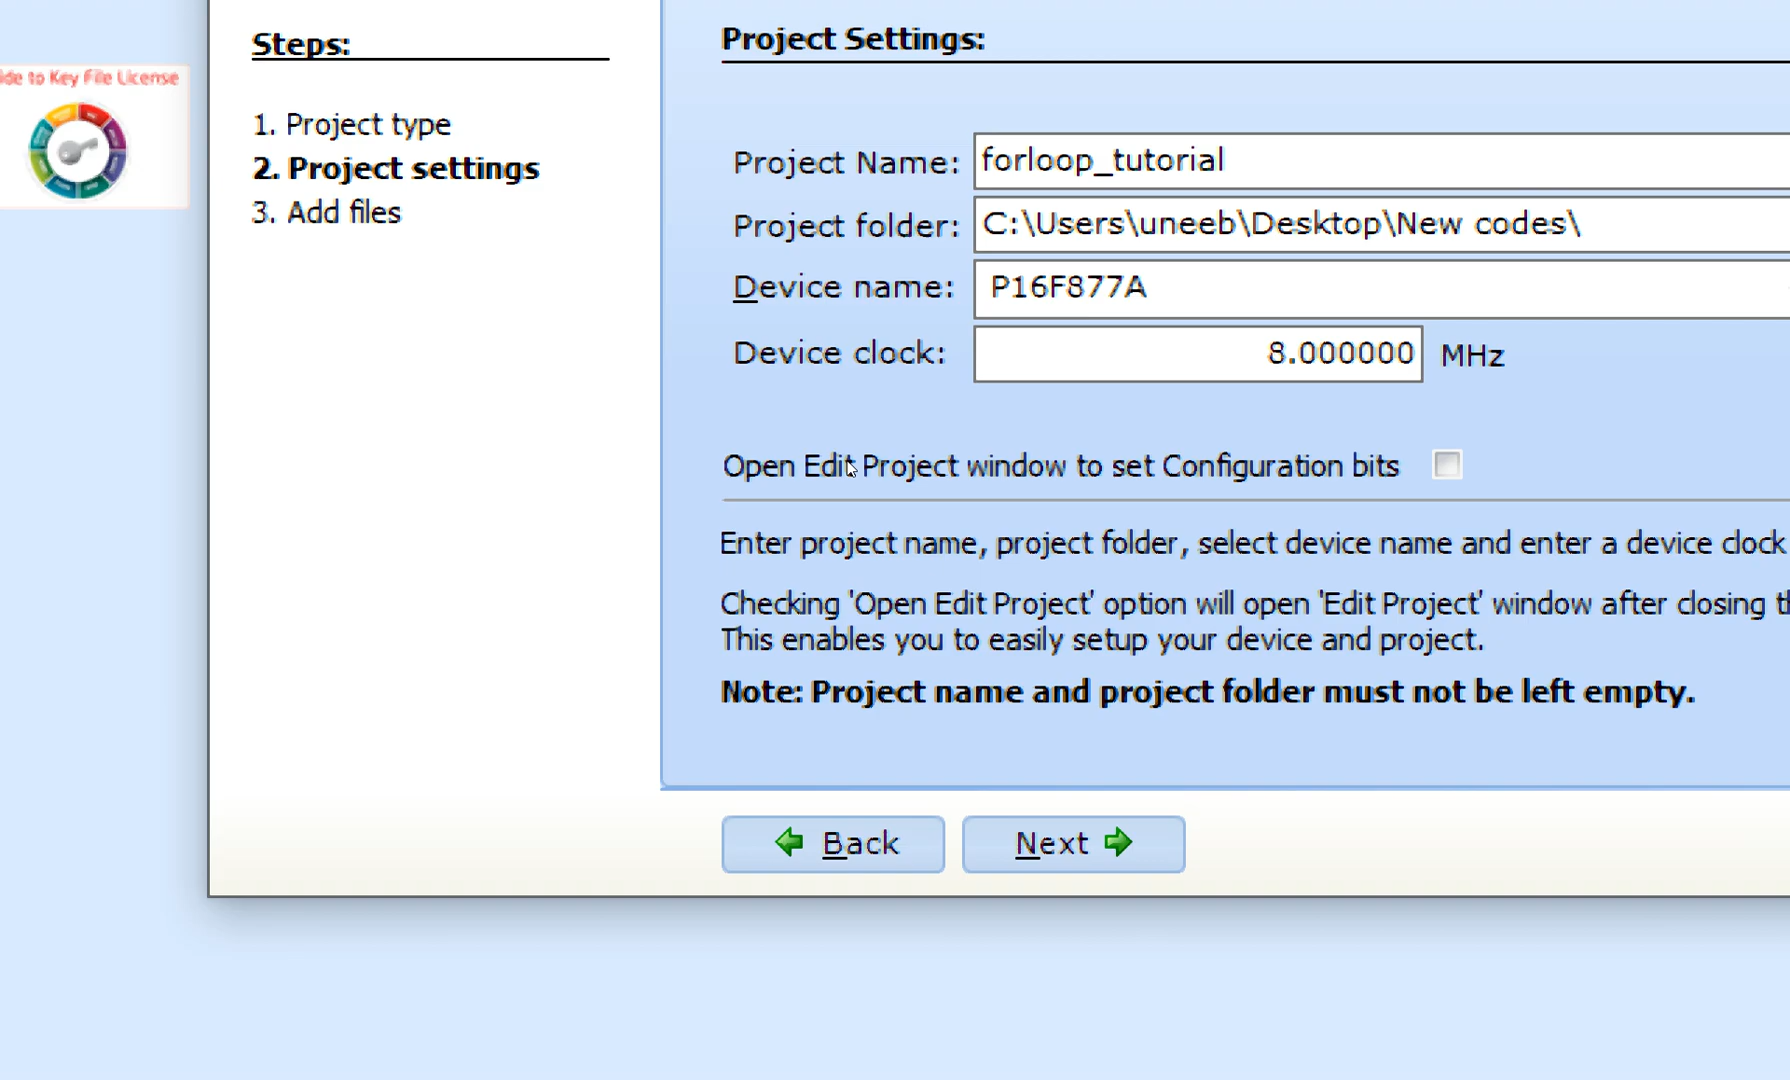 Steps:
1. Project type
2. Project settings
3. Add files
to Key File License
Project Settings:
Project Name: forloop_tutorial
Project folder: C:\Users\uneeb\Desktop\New codes\
Device name: P16F877A
Device clock: 8.000000 MHz
Open Edit Project window to set Configuration bits
Enter project name, project folder, select device name and enter a device clock
Checking 'Open Edit Project' option will open 'Edit Project' window after closing
This enables you to easily setup your device and project.
Note: Project name and project folder must not be left empty.
Back
Next